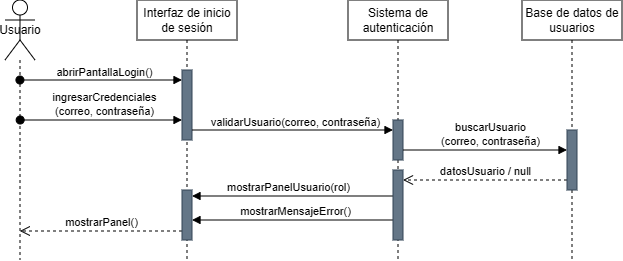 Usuario
Interfaz de inicio
de sesión
Sistema de
autenticación
Base de datos de
usuarios
abrirPantallaLogin()
ingresarCredenciales
(correo, contraseña)
validarUsuario(correo, contraseña)
buscarUsuario
(correo, contraseña)
datosUsuario / null
mostrarPanelUsuario(rol)
mostrarMensajeError()
mostrarPanel()